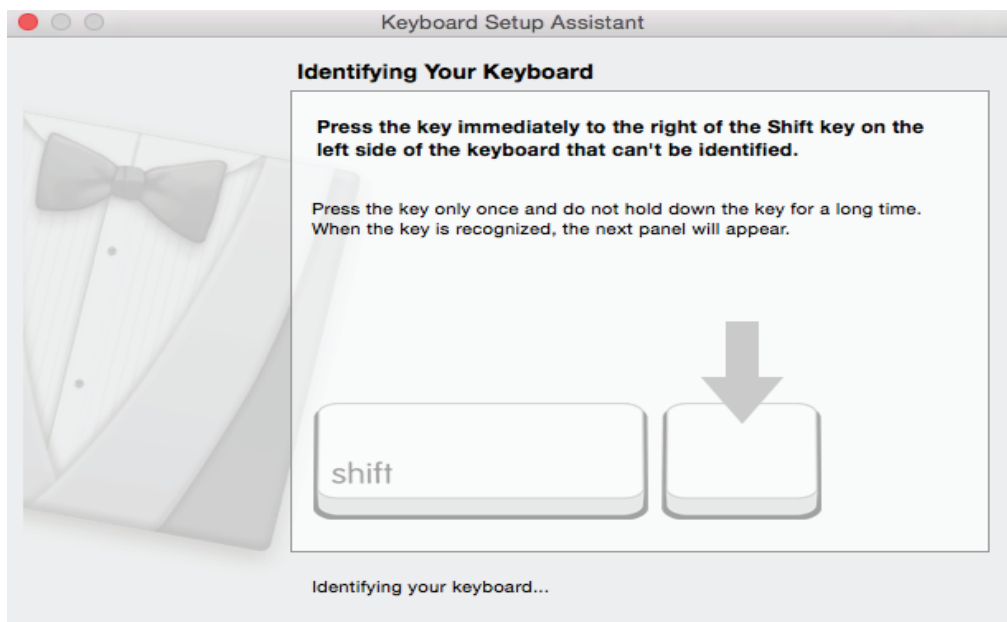 Keyboard Setup Assistant
Identifying Your Keyboard
Press the key immediately to the right of the Shift key on the
left side of the keyboard that can't be identified.
Press the key only once and do not hold down the key for a long time.
When the key is recognized, the next panel will appear.
shift
Identifying your keyboard...